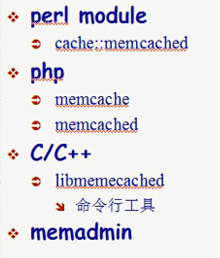 perl module
cache::memcached
php
memcache
memcached
C/C++
libmemecached
命令行工具
memadmin